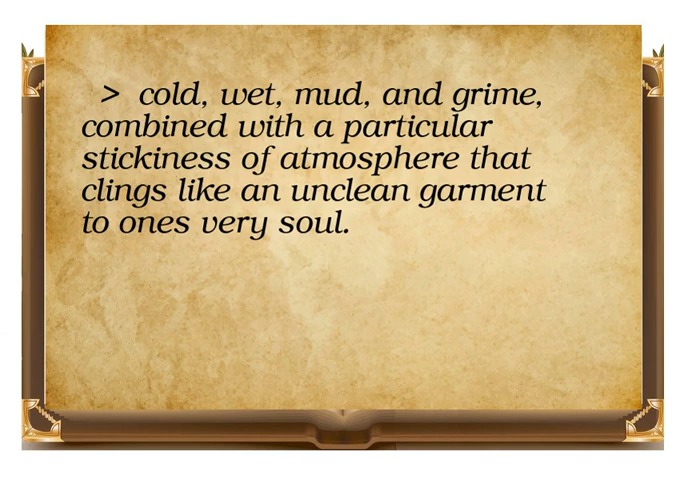 > cold, wet, mud, and grime,
combined with a particular
stickiness of atmosphere that
clings like an unclean garment
to ones very soul.